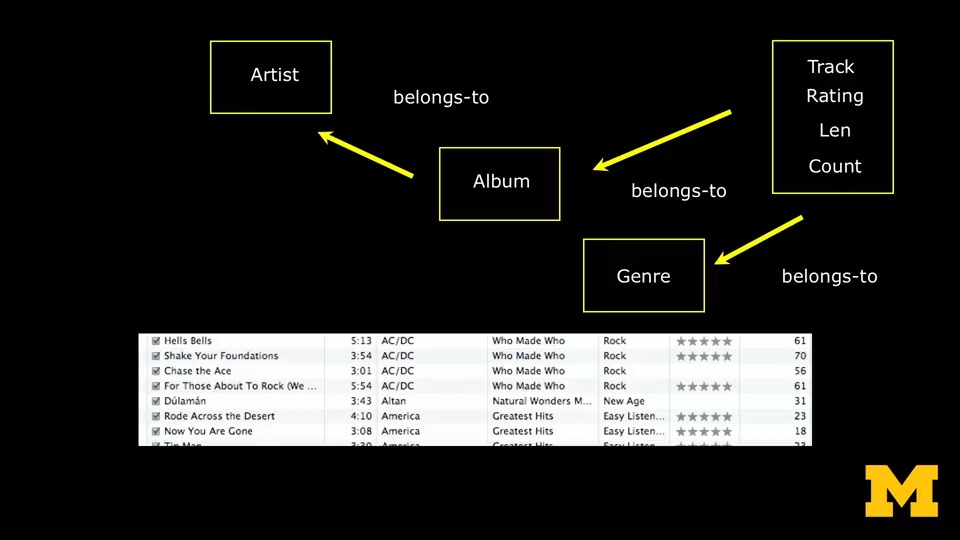 Artist
belongs-to
Track
Rating
Len
Count
Album
belongs-to
Genre
belongs-to
Hells Bells 5:13 AC/DC Who Made Who Rock ★★★★★ 61
Shake Your Foundations 3:54 AC/DC Who Made Who Rock ★★★★★ 70
Chase the Ace 3:01 AC/DC Who Made Who Rock 56
For Those About To Rock (We ... 5:54 AC/DC Who Made Who Rock ★★★★★ 61
Dúlamán 3:43 Altan Natural Wonders M... New Age 31
Rode Across the Desert 4:10 America Greatest Hits Easy Listen... ★★★★★ 23
Now You Are Gone 3:08 America Greatest Hits Easy Listen... ★★★★★ 18
Tin Man 3:30 America Greatest Hits Easy Listen... ★★★★★ 23
M